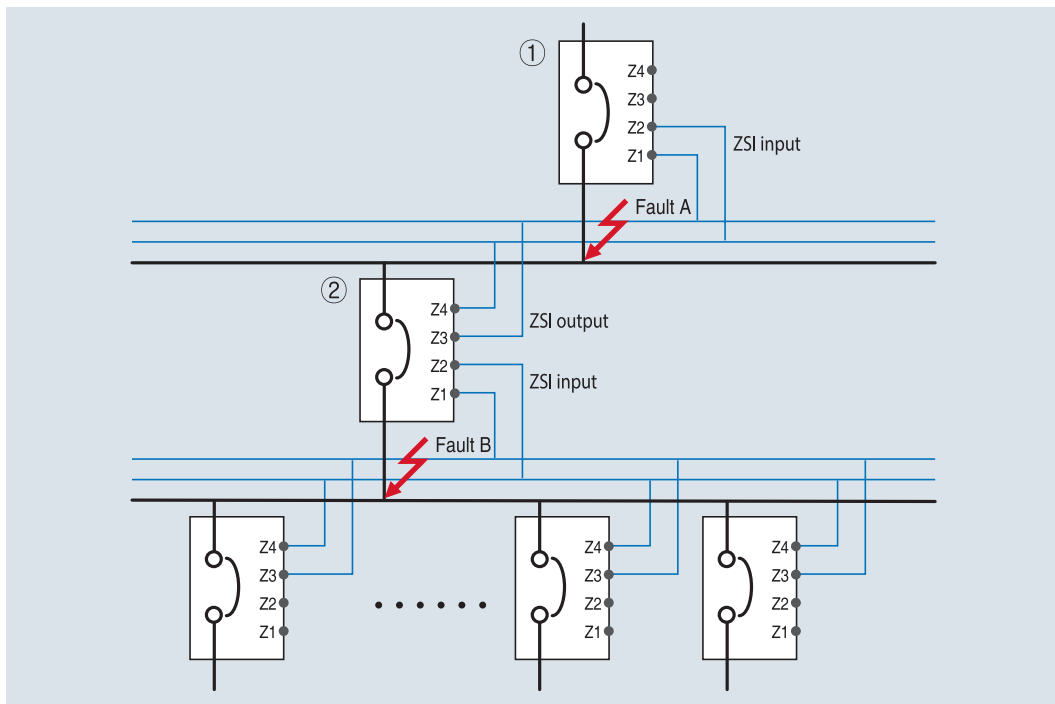 ①
Z4
Z3
Z2
Z1
ZSI input
Fault A
②
Z4
Z3
Z2
Z1
ZSI output
ZSI input
Fault B
Z4
Z3
Z2
Z1
Z4
Z3
Z2
Z1
Z4
Z3
Z2
Z1